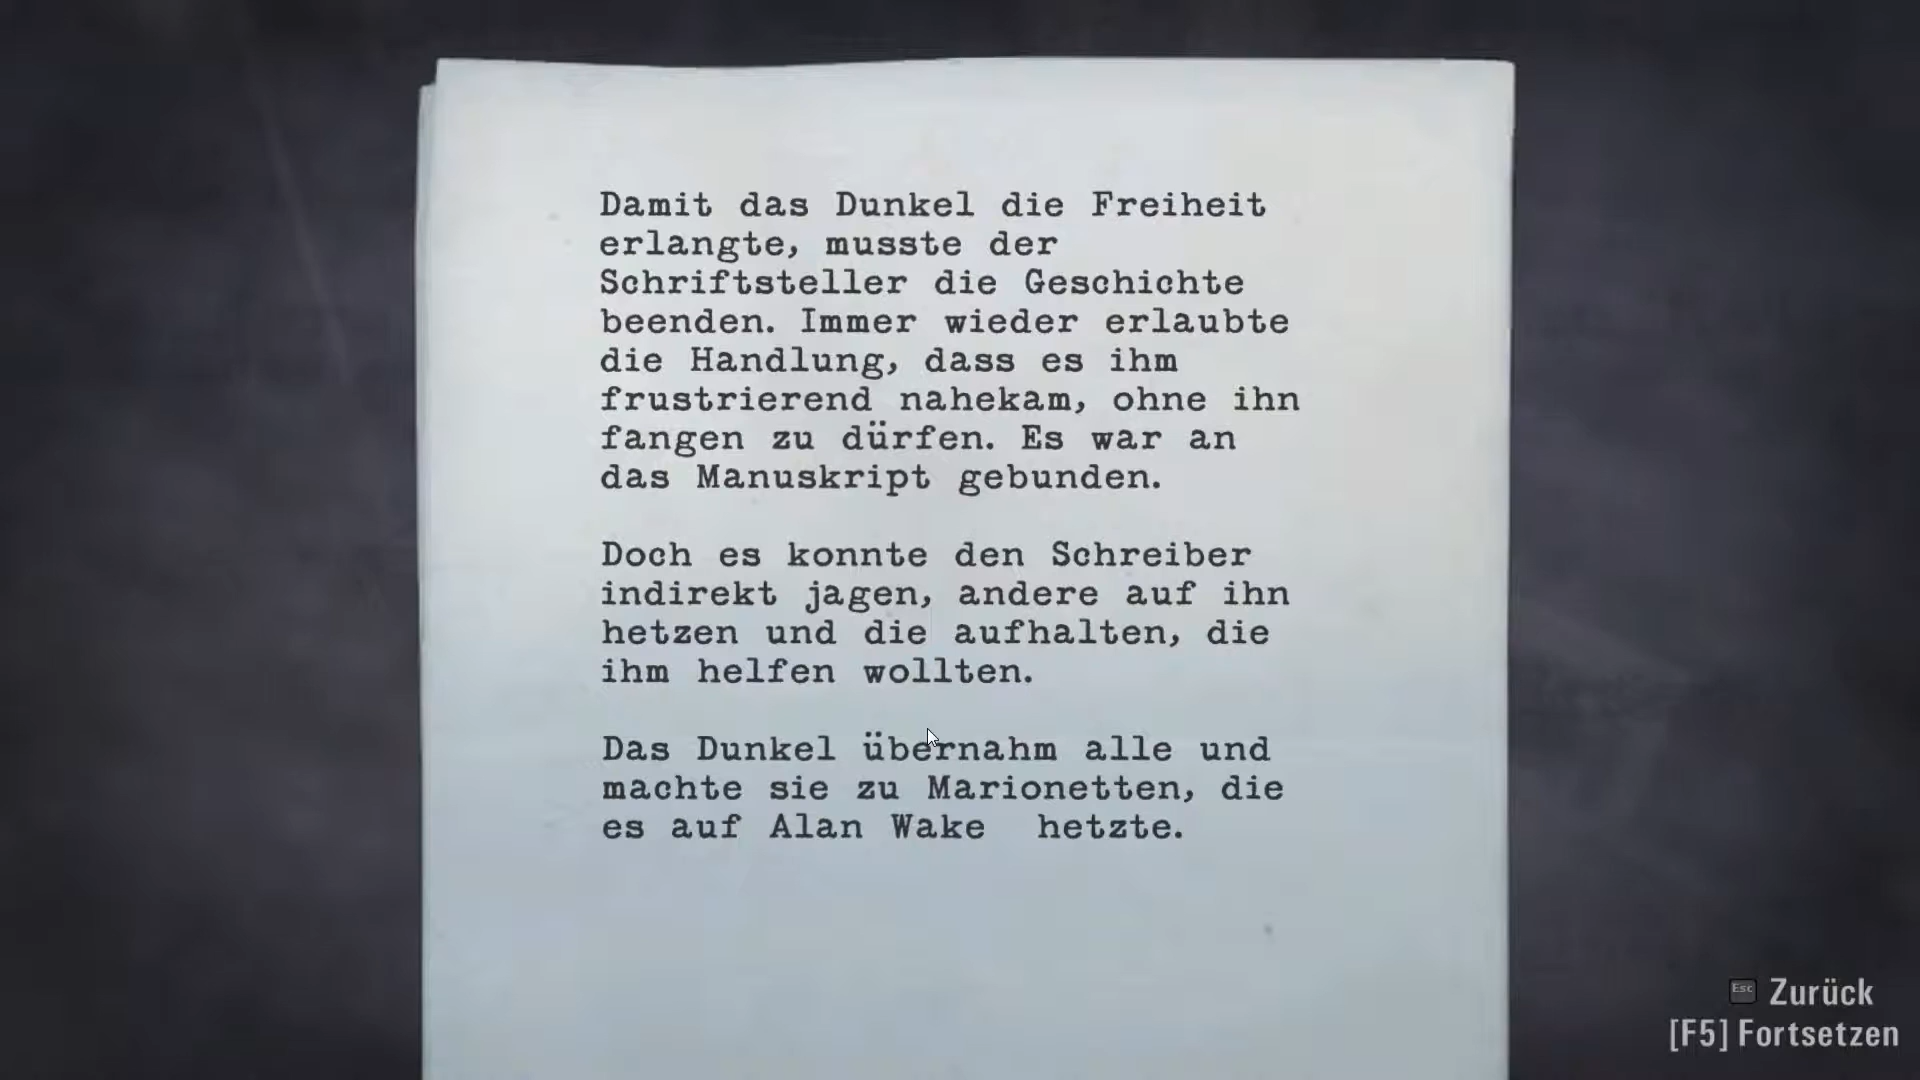 Damit das Dunkel die Freiheit
erlangte, musste der
Schriftsteller die Geschichte
beenden. Immer wieder erlaubte
die Handlung, dass es ihm
frustrierend nahekam, ohne ihn
fangen zu dürfen. Es war an
das Manuskript gebunden.

Doch es konnte den Schreiber
indirekt jagen, andere auf ihn
hetzen und die aufhalten, die
ihm helfen wollten.

Das Dunkel übernahm alle und
machte sie zu Marionetten, die
es auf Alan Wake  hetzte.

Esc Zurück
[F5] Fortsetzen